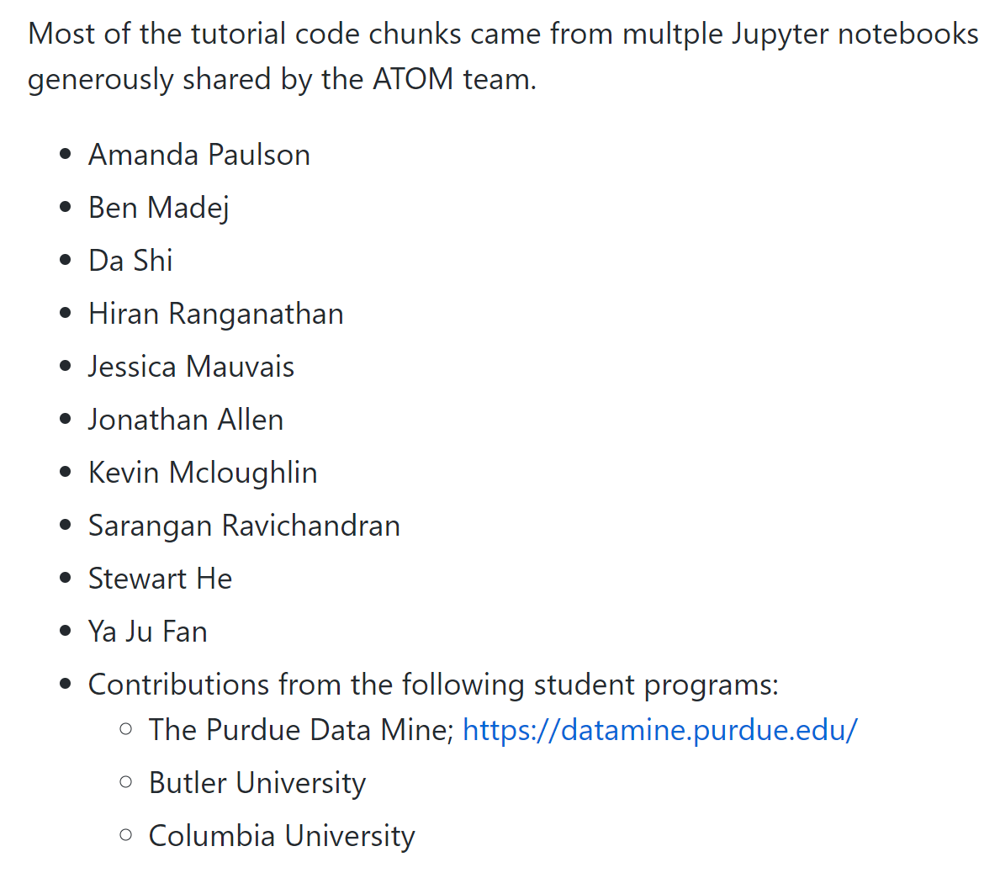 Most of the tutorial code chunks came from multple Jupyter notebooks
generously shared by the ATOM team.
Amanda Paulson
Ben Madej
Da Shi
Hiran Ranganathan
Jessica Mauvais
Jonathan Allen
Kevin Mcloughlin
Sarangan Ravichandran
Stewart He
Ya Ju Fan
Contributions from the following student programs:
The Purdue Data Mine; https://datamine.purdue.edu/
Butler University
Columbia University